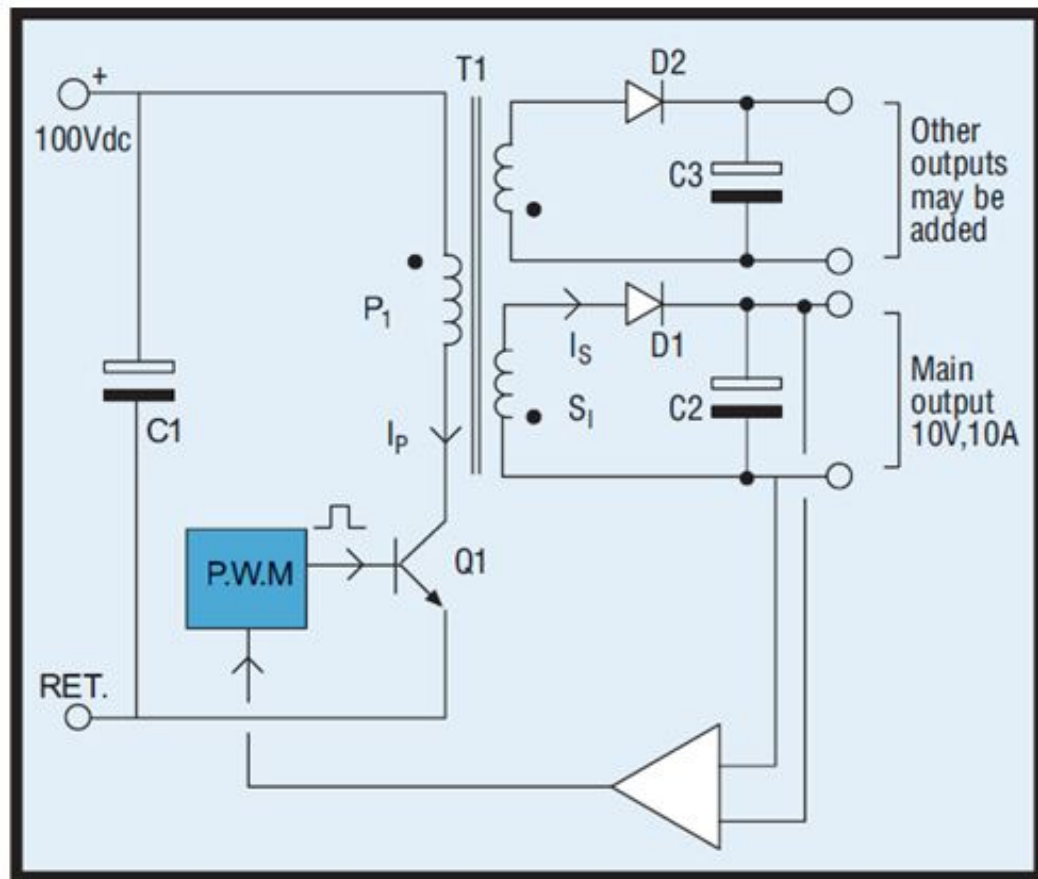 +
100Vdc
T1
D2
C3
Other
outputs
may be
added
P1
IS
D1
SI
C2
Main
output
10V,10A
C1
IP
P.W.M
Q1
RET.